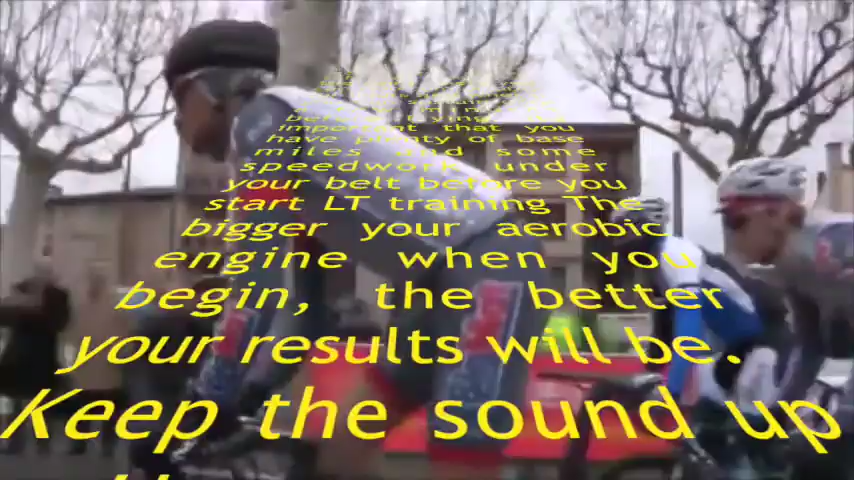 important that you
have plenty of base
miles and some
speedwork under
your belt before you
start LT training The
bigger your aerobic
engine when you
begin, the better
your results will be.
Keep the sound up